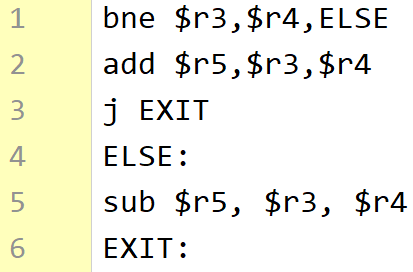 1 bne $r3,$r4,ELSE
2 add $r5,$r3,$r4
3 j EXIT
4 ELSE:
5 sub $r5, $r3, $r4
6 EXIT: